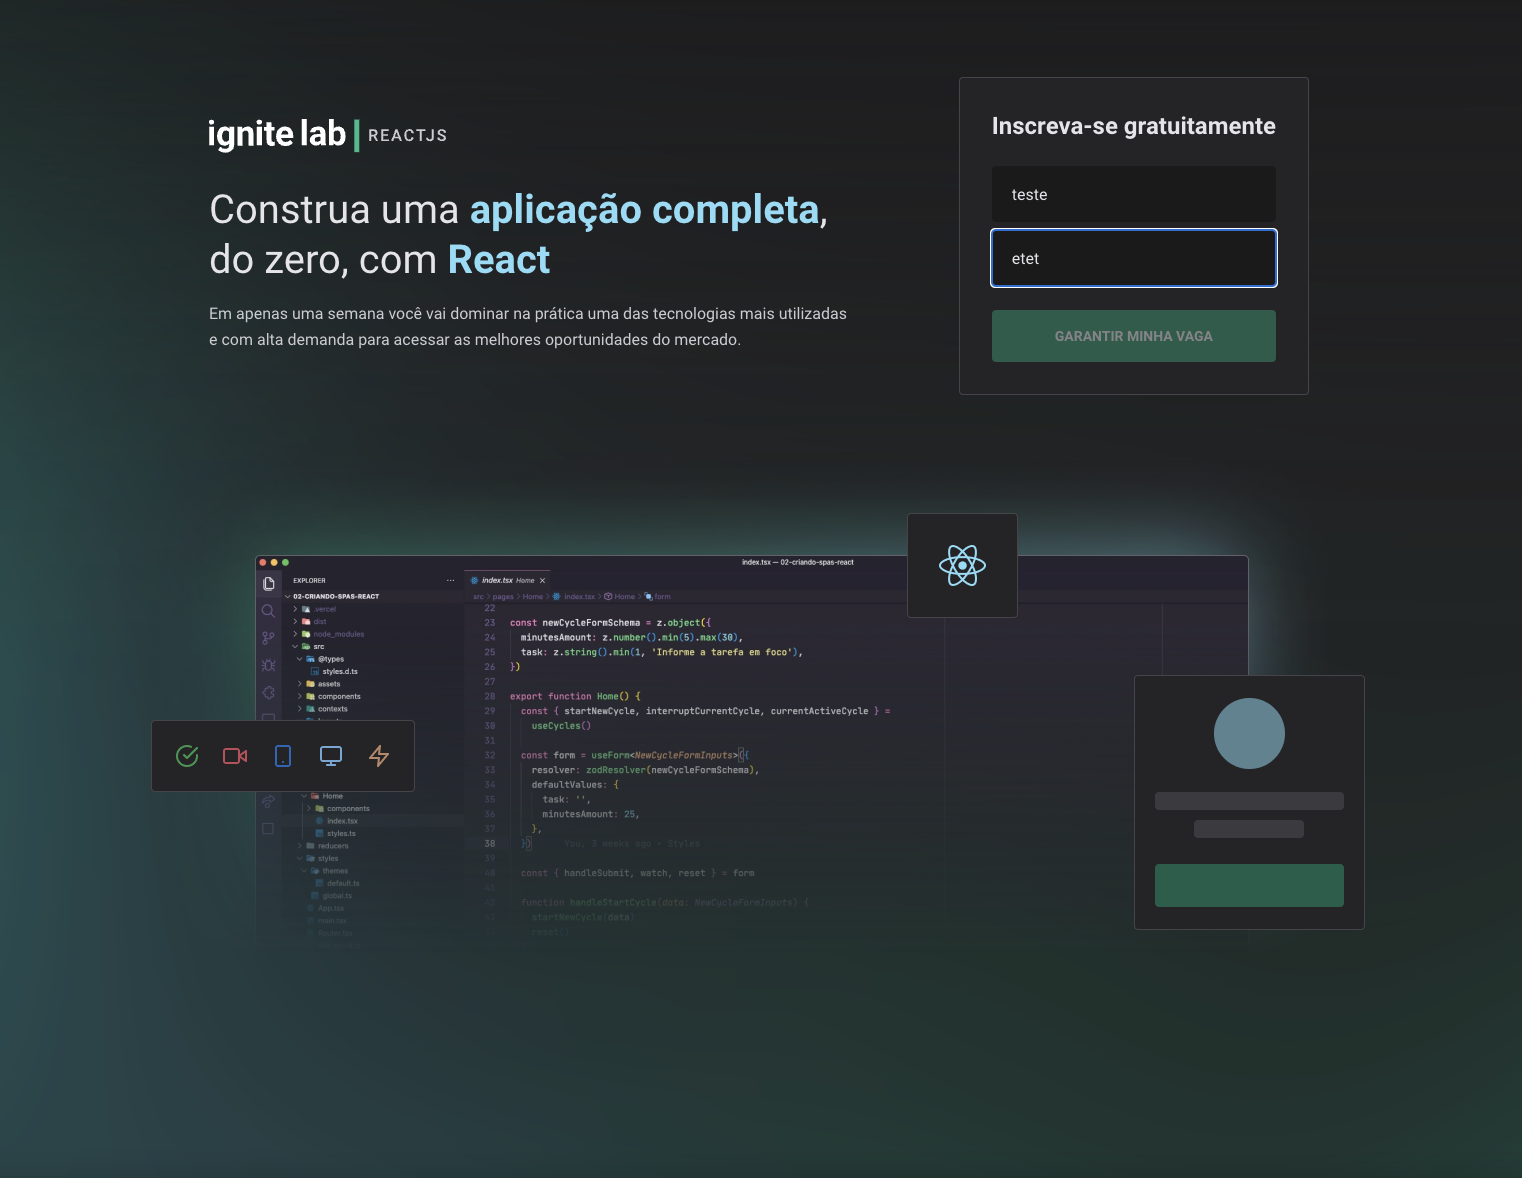 ignite lab | REACTJS
Construa uma aplicação completa,
do zero, com React
Em apenas uma semana você vai dominar na prática uma das tecnologias mais utilizadas
e com alta demanda para acessar as melhores oportunidades do mercado.
Inscreva-se gratuitamente
teste
etet
GARANTIR MINHA VAGA
index.tsx — 02-criando-spas-react
EXPLORER ...
02-CRIANDO-SPAS-REACT
.vercel
dist
node_modules
src
@types
styles.d.ts
assets
components
contexts
Home
components
index.tsx
styles.ts
reducers
styles
themes
default.ts
global.ts
App.tsx
main.tsx
Router.tsx
index.tsx Home
src > pages > Home > index.tsx > Home > form
22
23 const newCycleFormSchema = z.object({
24 minutesAmount: z.number().min(5).max(30),
25 task: z.string().min(1, 'Informe a tarefa em foco'),
26 })
27
28 export function Home() {
29 const { startNewCycle, interruptCurrentCycle, currentActiveCycle } =
30 useCycles()
31
32 const form = useForm<NewCycleFormInputs>({
33 resolver: zodResolver(newCycleFormSchema),
34 defaultValues: {
35 task: '',
36 minutesAmount: 25,
37 },
38 }) You, 3 weeks ago • Styles
39
40 const { handleSubmit, watch, reset } = form
41
42 function handleStartCycle(data: NewCycleFormInputs) {
43 startNewCycle(data)
reset()